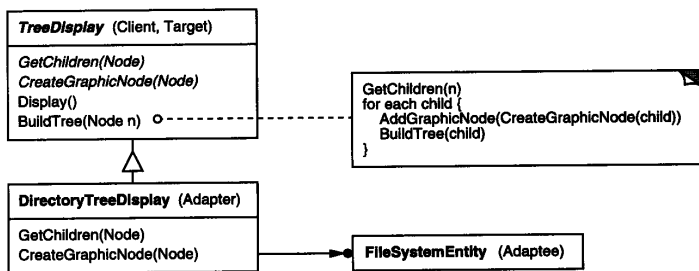 TreeDisplay (Client, Target)
GetChildren(Node)
CreateGraphicNode(Node)
Display()
BuildTree(Node n)
GetChildren(n)
for each child {
AddGraphicNode(CreateGraphicNode(child))
BuildTree(child)
}
DirectoryTreeDisplay (Adapter)
GetChildren(Node)
CreateGraphicNode(Node)
FileSystemEntity (Adaptee)